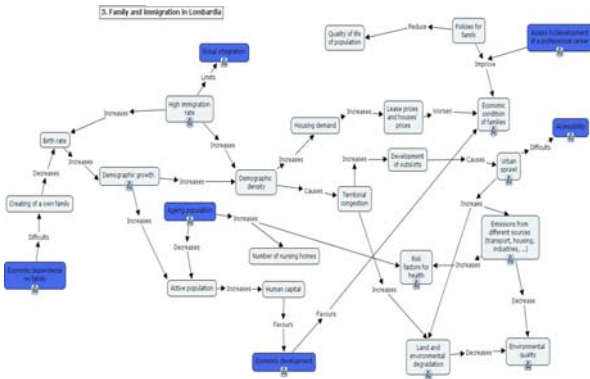 3. Family and immigration in Lombardia
Quality of life
of population
Reduce
Policies for
family
Access to development
of a professional career
Social integration
Improve
Limits
High immigration
rate
Increases
Housing demand
Increases
Lease prices
and houses'
prices
Worsen
Economic
condition
of families
Accessibility
Birth rate
Increases
Increases
Increases
Increases
Development
of outskirts
Causes
Urban
sprawl
Difficults
Decreases
Demographic growth
Increases
Demographic
density
Causes
Territorial
congestion
Creating of a own family
Increases
Ageing population
Increases
Increases
Emissions from
different sources
(transport, housing,
industries, ...)
Difficults
Decreases
Number of nursing homes
Risk
factors for
health
Increases
Economic dependence
on family
Increases
Active population
Increases
Human capital
Decrease
Favours
Favours
Economic development
Land and
environmental
degradation
Decreases
Environmental
quality